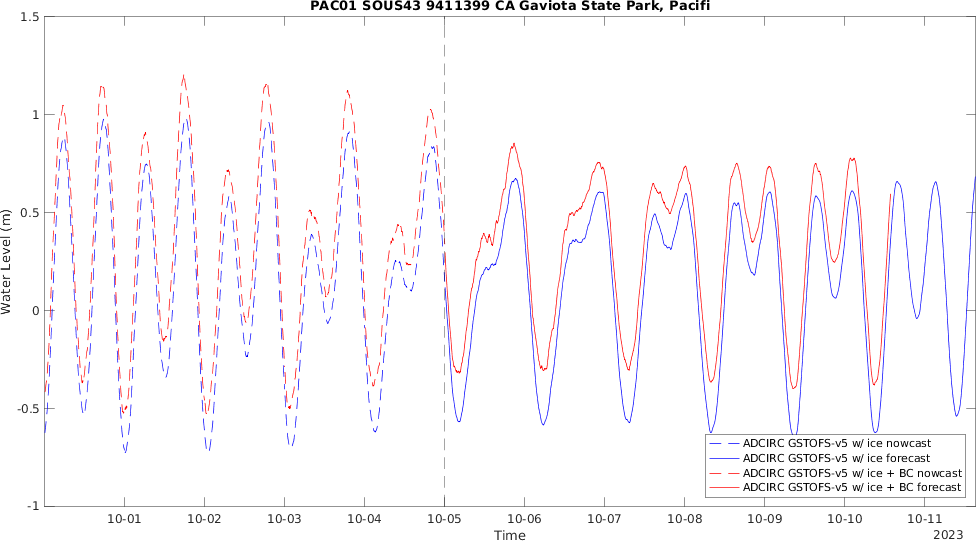 PAC01 SOUS43 9411399 CA Gaviota State Park, Pacifi
1.5
1
0.5
0
-0.5
-1
Water Level (m)
10-01 10-02 10-03 10-04 10-05 10-06 10-07 10-08 10-09 10-10 10-11
2023
Time
ADCIRC GSTOFS-v5 w/ ice nowcast
ADCIRC GSTOFS-v5 w/ ice forecast
ADCIRC GSTOFS-v5 w/ ice + BC nowcast
ADCIRC GSTOFS-v5 w/ ice + BC forecast